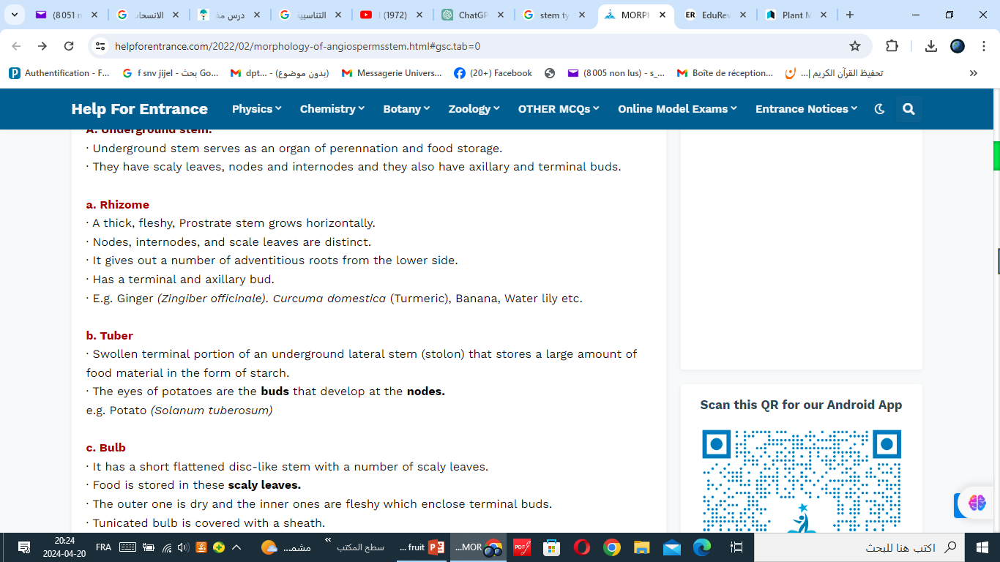 (8 051 n
الانسحا
درس مف
التناسبين
(1972)
ChatGP
stem ty
MORPH
ER EduRev
Plant M
helpforentrance.com/2022/02/morphology-of-angiospermsstem.html#gsc.tab=0
Authentification - F...
f snv jijel - بحث Go...
dpt... - (بدون موضوع)
Messagerie Univers...
(20+) Facebook
(8 005 non lus) - s_...
Boîte de réception...
تحفيظ القرآن الكريم |...
»
Help For Entrance
Physics
Chemistry
Botany
Zoology
OTHER MCQs
Online Model Exams
Entrance Notices
A. Underground stem.
· Underground stem serves as an organ of perennation and food storage.
· They have scaly leaves, nodes and internodes and they also have axillary and terminal buds.
a. Rhizome
· A thick, fleshy, Prostrate stem grows horizontally.
· Nodes, internodes, and scale leaves are distinct.
· It gives out a number of adventitious roots from the lower side.
· Has a terminal and axillary bud.
· E.g. Ginger (Zingiber officinale). Curcuma domestica (Turmeric), Banana, Water lily etc.
b. Tuber
· Swollen terminal portion of an underground lateral stem (stolon) that stores a large amount of
food material in the form of starch.
· The eyes of potatoes are the buds that develop at the nodes.
e.g. Potato (Solanum tuberosum)
c. Bulb
· It has a short flattened disc-like stem with a number of scaly leaves.
· Food is stored in these scaly leaves.
· The outer one is dry and the inner ones are fleshy which enclose terminal buds.
· Tunicated bulb is covered with a sheath.
Scan this QR for our Android App
20:24
2024-04-20
FRA
مشمـ...
سطح المكتب
»
... fruit
...MOR
PDF
اكتب هنا للبحث